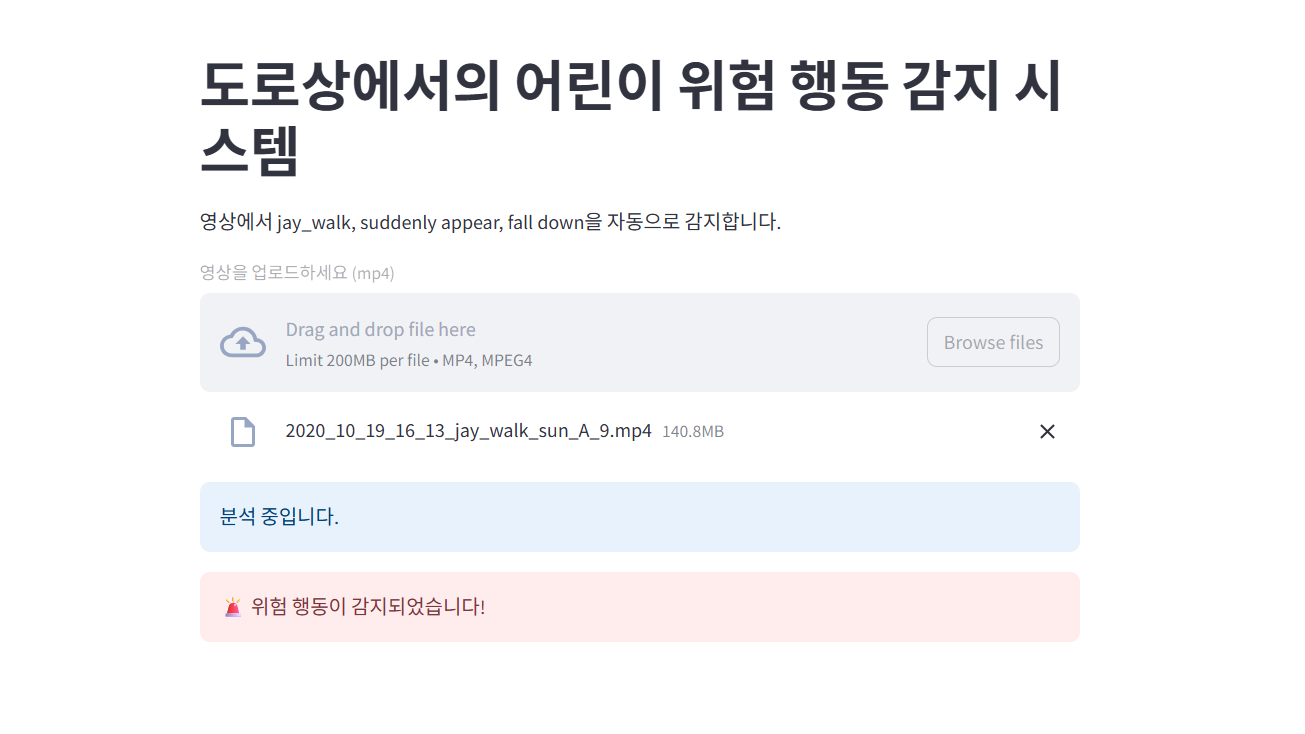 도로상에서의 어린이 위험 행동 감지 시
스템
영상에서 jay_walk, suddenly appear, fall down을 자동으로 감지합니다.
영상을 업로드하세요 (mp4)
Drag and drop file here
Limit 200MB per file • MP4, MPEG4
Browse files
2020_10_19_16_13_jay_walk_sun_A_9.mp4 140.8MB
분석 중입니다.
🚨 위험 행동이 감지되었습니다!